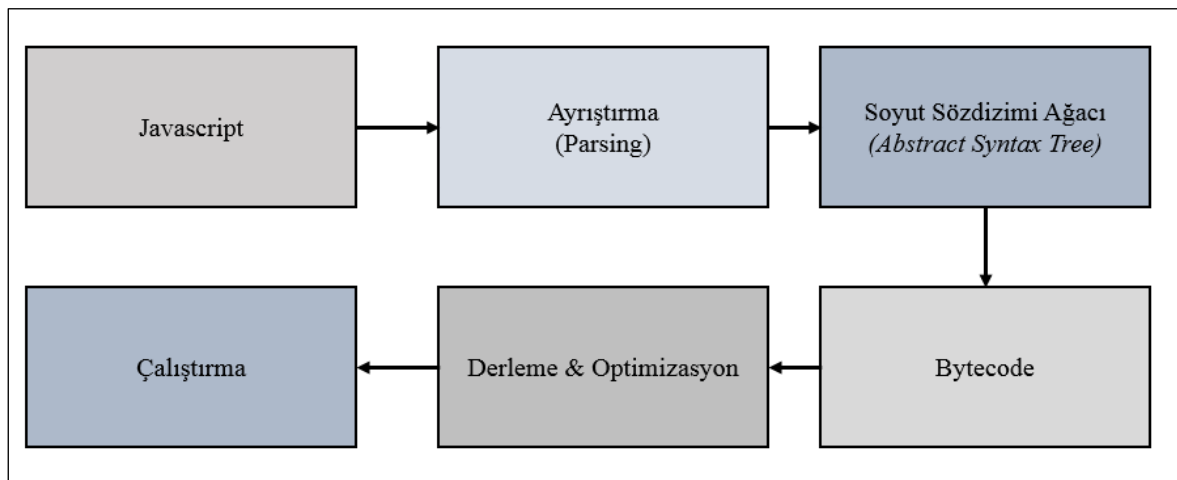 Javascript
Ayrıştırma
(Parsing)
Soyut Sözdizimi Ağacı
(Abstract Syntax Tree)
Çalıştırma
Derleme & Optimizasyon
Bytecode